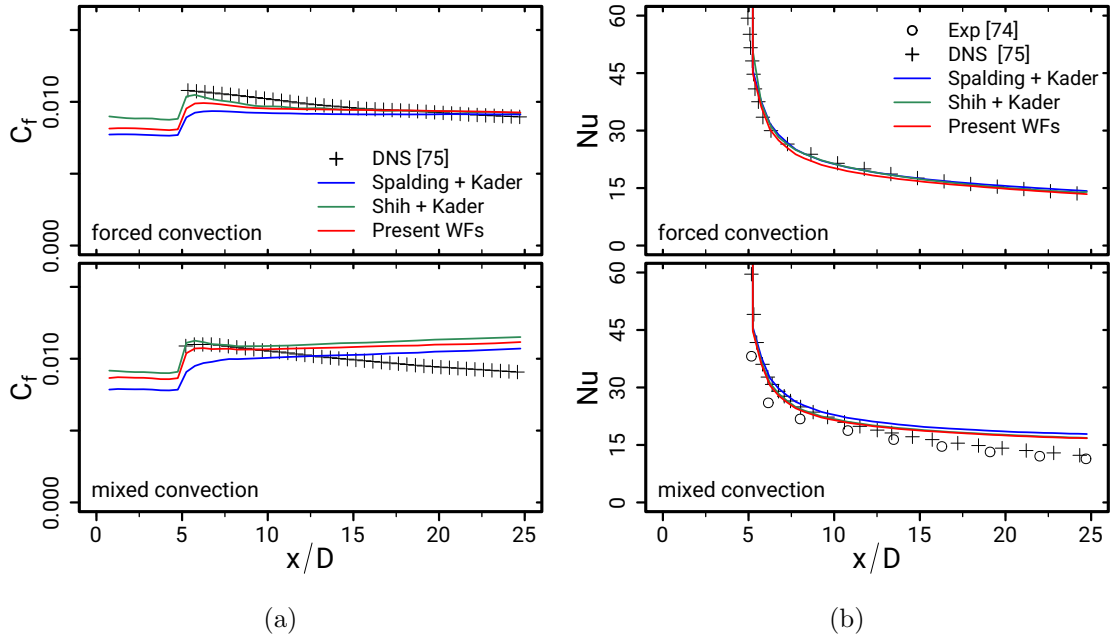 C_f
0.010
0.000
DNS [75]
Spalding + Kader
Shih + Kader
Present WFs
forced convection
C_f
0.010
0.000
mixed convection
0 5 10 15 20 25
x/D
(a)
Nu
60
45
30
15
0
Exp [74]
DNS [75]
Spalding + Kader
Shih + Kader
Present WFs
forced convection
Nu
60
45
30
15
0
mixed convection
0 5 10 15 20 25
x/D
(b)